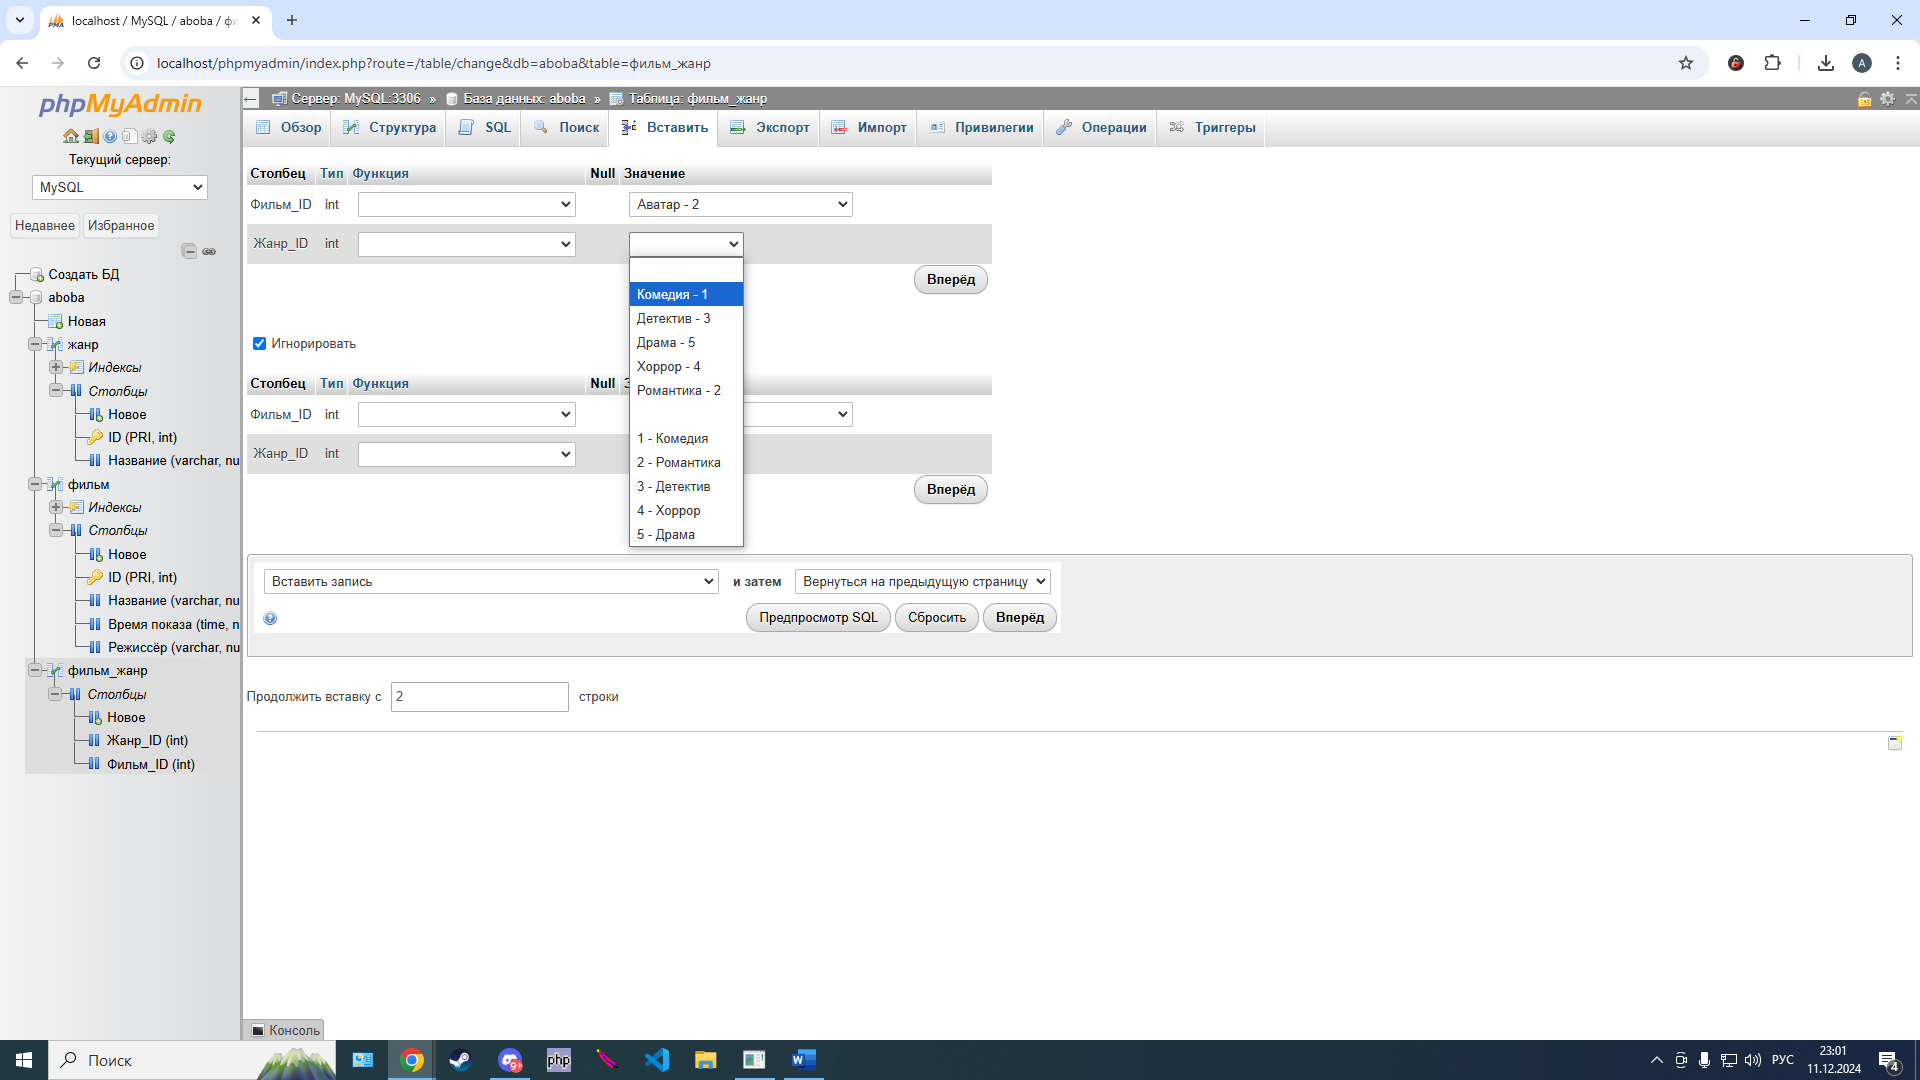 localhost / MySQL / aboba / фи
localhost/phpmyadmin/index.php?route=/table/change&db=aboba&table=фильм_жанр
A
phpMyAdmin
Текущий сервер:
MySQL
Недавнее Избранное
Создать БД
aboba
Новая
жанр
Индексы
Столбцы
Новое
ID (PRI, int)
Название (varchar, nu
фильм
Индексы
Столбцы
Новое
ID (PRI, int)
Название (varchar, nu
Время показа (time, n
Режиссёр (varchar, nu
фильм_жанр
Столбцы
Новое
Жанр_ID (int)
Фильм_ID (int)
Сервер: MySQL:3306 » База данных: aboba » Таблица: фильм_жанр
Обзор Структура SQL Поиск Вставить Экспорт Импорт Привилегии Операции Триггеры
Столбец Тип Функция Null Значение
Фильм_ID int Аватар - 2
Жанр_ID int
Вперёд
Комедия - 1
Детектив - 3
Драма - 5
Хоррор - 4
Романтика - 2
1 - Комедия
2 - Романтика
3 - Детектив
4 - Хоррор
5 - Драма
Игнорировать
Столбец Тип Функция Null
Фильм_ID int
Жанр_ID int
Вперёд
Вставить запись и затем Вернуться на предыдущую страницу
Предпросмотр SQL Сбросить Вперёд
Продолжить вставку с 2 строки
Консоль
Поиск
9+
php
W
РУС
23:01
11.12.2024
4